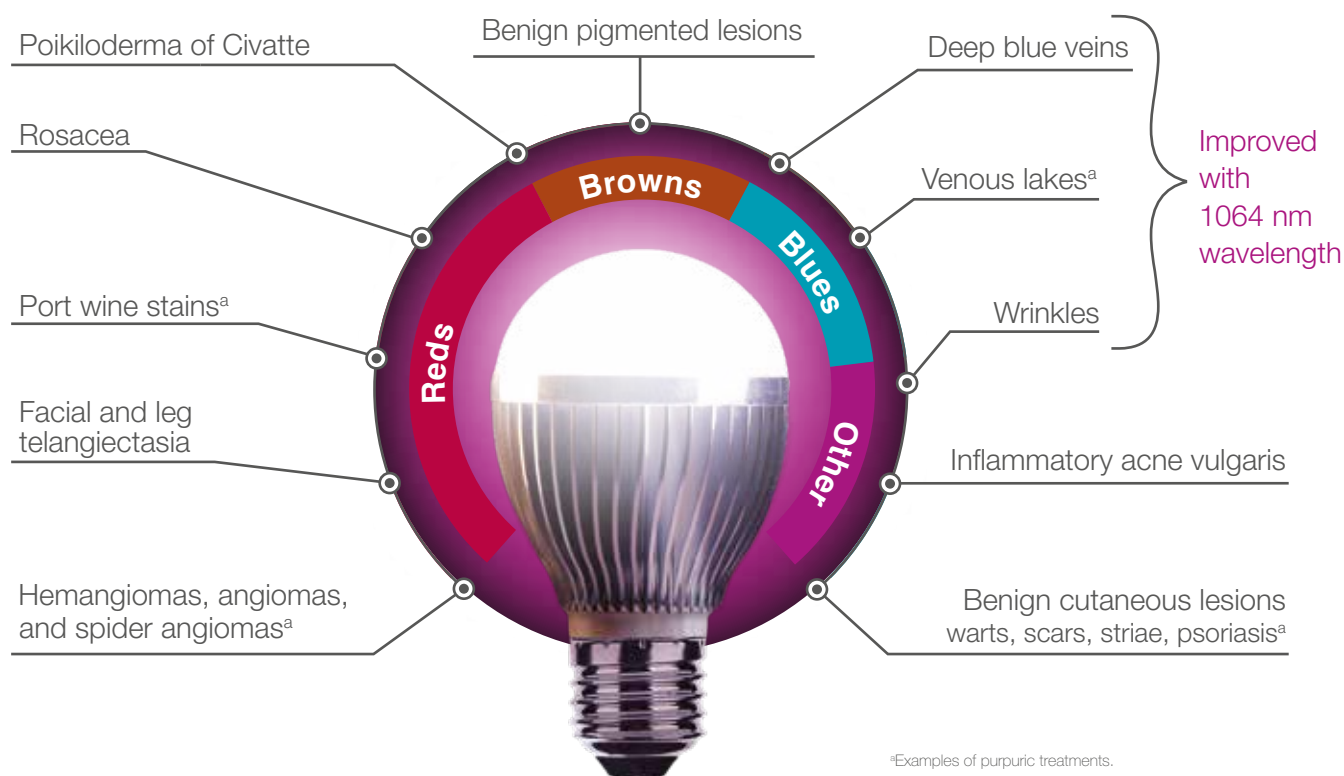 Benign pigmented lesions
Poikiloderma of Civatte
Rosacea
Port wine stainsᵃ
Facial and leg
telangiectasia
Hemangiomas, angiomas,
and spider angiomasᵃ
Reds
Browns
Blues
Other
Deep blue veins
Venous lakesᵃ
Wrinkles
Improved
with
1064 nm
wavelength
Inflammatory acne vulgaris
Benign cutaneous lesions
warts, scars, striae, psoriasisᵃ
ᵃExamples of purpuric treatments.